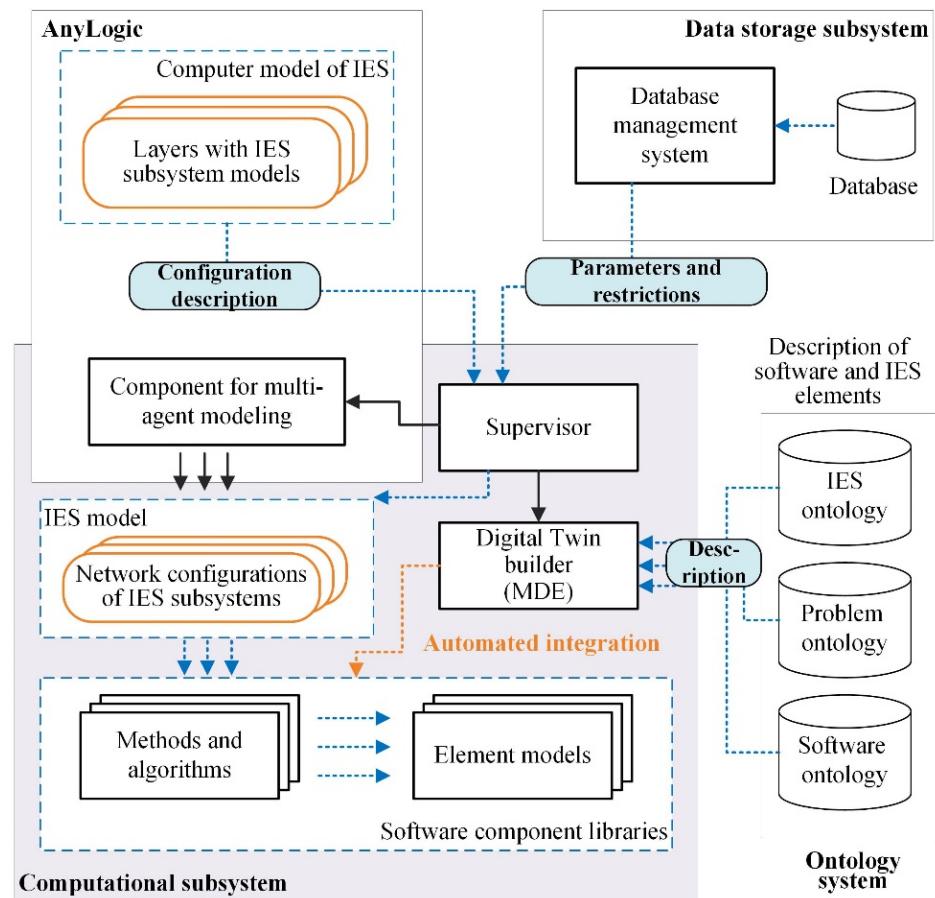 AnyLogic
Computer model of IES
Layers with IES
subsystem models
Configuration
description
Data storage subsystem
Database
management
system
Database
Parameters and
restrictions
Component for multi-
agent modeling
Supervisor
Description of
software and IES
elements
IES model
Network configurations
of IES subsystems
Digital Twin
builder
(MDE)
Desc-
ription
IES
ontology
Problem
ontology
Software
ontology
Automated integration
Methods and
algorithms
Element models
Software component libraries
Computational subsystem
Ontology
system